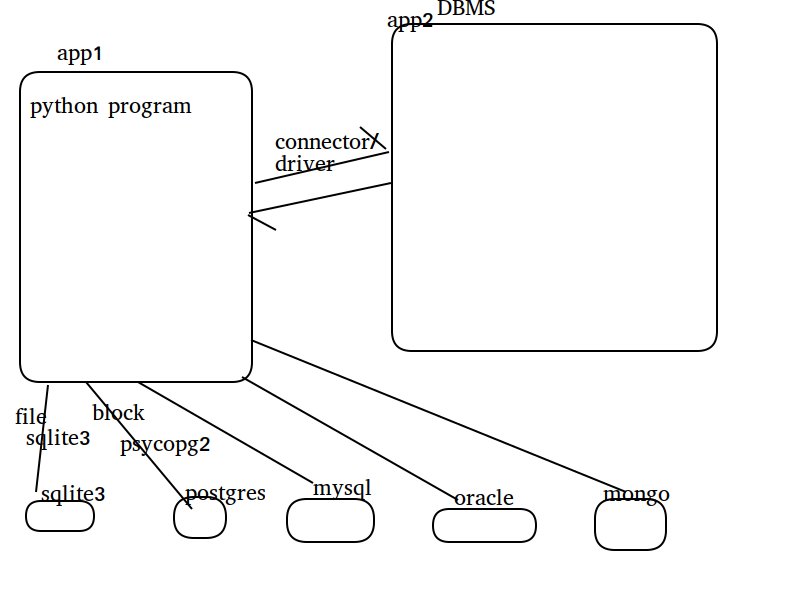 DBMS
app2
app1
python program
connector/
driver
file
block
sqlite3
psycopg2
sqlite3
postgres
mysql
oracle
mongo